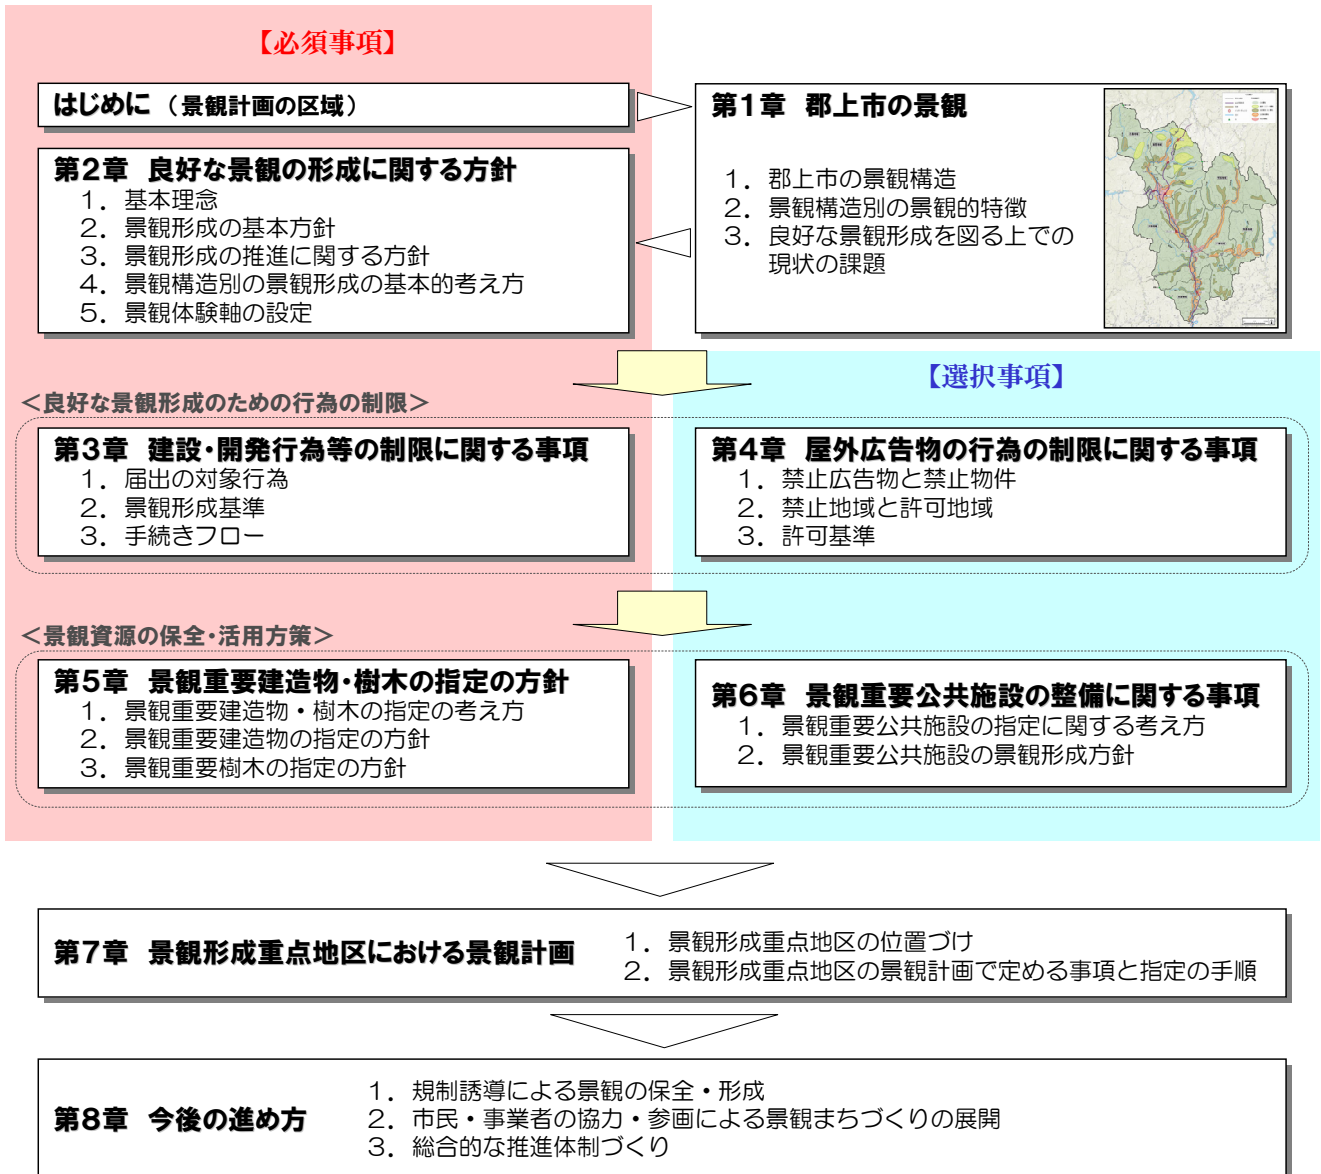 【必須事項】
はじめに（景観計画の区域）
第1章 郡上市の景観
1．郡上市の景観構造
2．景観構造別の景観的特徴
3．良好な景観形成を図る上での
現状の課題
第2章 良好な景観の形成に関する方針
1．基本理念
2．景観形成の基本方針
3．景観形成の推進に関する方針
4．景観構造別の景観形成の基本的考え方
5．景観体験軸の設定
【選択事項】
＜良好な景観形成のための行為の制限＞
第3章 建設・開発行為等の制限に関する事項
1．届出の対象行為
2．景観形成基準
3．手続きフロー
第4章 屋外広告物の行為の制限に関する事項
1．禁止広告物と禁止物件
2．禁止地域と許可地域
3．許可基準
＜景観資源の保全・活用方策＞
第5章 景観重要建造物・樹木の指定の方針
1．景観重要建造物・樹木の指定の考え方
2．景観重要建造物の指定の方針
3．景観重要樹木の指定の方針
第6章 景観重要公共施設の整備に関する事項
1．景観重要公共施設の指定に関する考え方
2．景観重要公共施設の景観形成方針
第7章 景観形成重点地区における景観計画
1．景観形成重点地区の位置づけ
2．景観形成重点地区の景観計画で定める事項と指定の手順
第8章 今後の進め方
1．規制誘導による景観の保全・形成
2．市民・事業者の協力・参画による景観まちづくりの展開
3．総合的な推進体制づくり